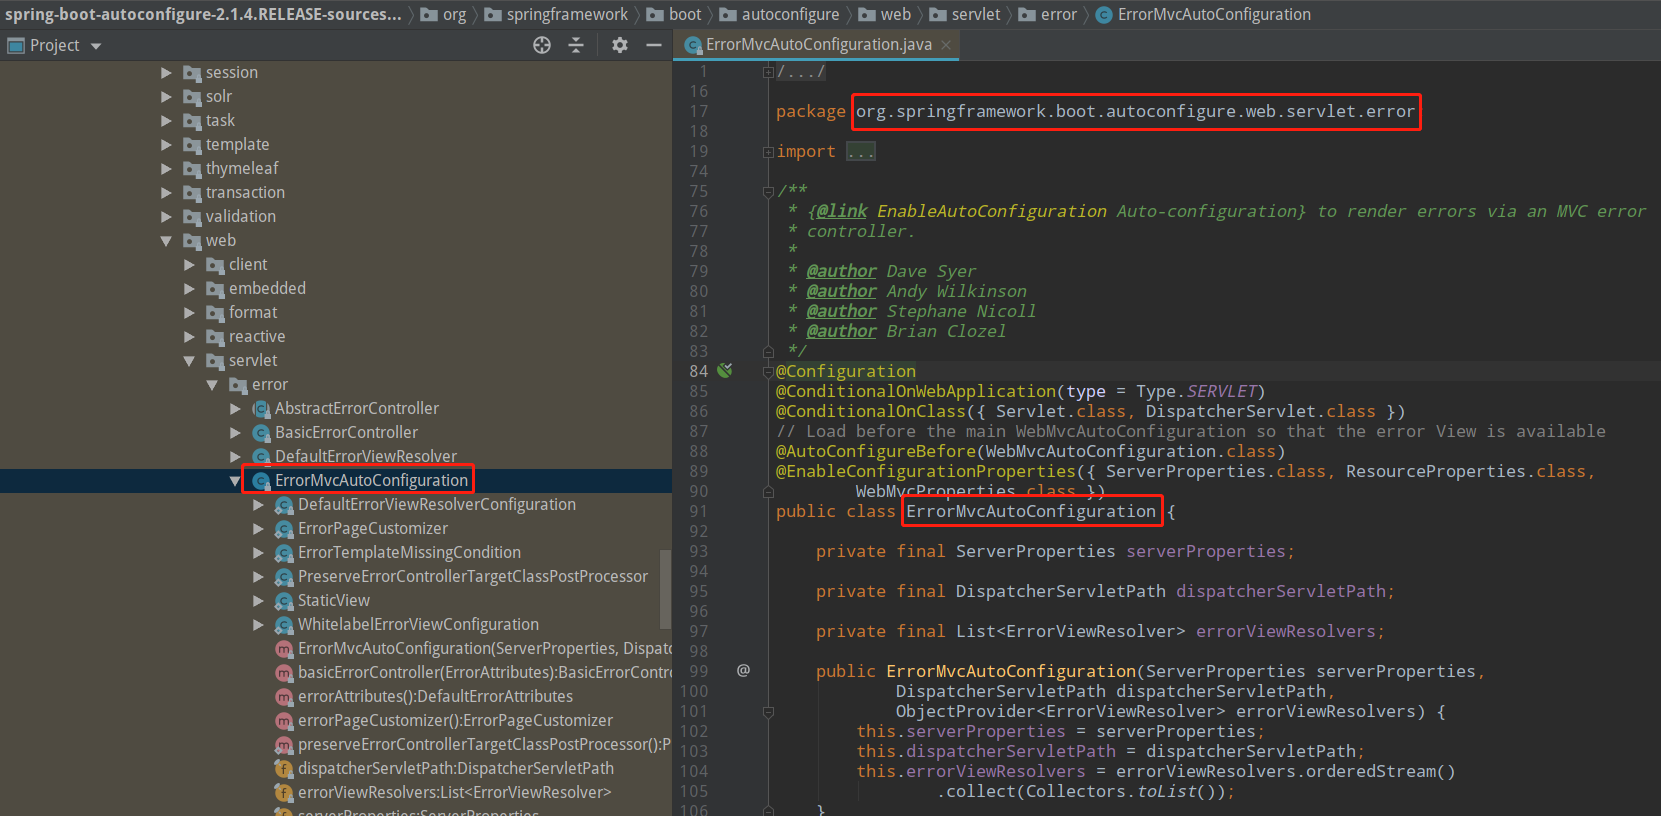 spring-boot-autoconfigure-2.1.4.RELEASE-sources... org springframework boot autoconfigure web servlet error ErrorMvcAutoConfiguration
Project
session
solr
task
template
thymeleaf
transaction
validation
web
client
embedded
format
reactive
servlet
error
AbstractErrorController
BasicErrorController
DefaultErrorViewResolver
ErrorMvcAutoConfiguration
DefaultErrorViewResolverConfiguration
ErrorPageCustomizer
ErrorTemplateMissingCondition
PreserveErrorControllerTargetClassPostProcessor
StaticView
WhitelabelErrorViewConfiguration
ErrorMvcAutoConfiguration(ServerProperties, Dispatc
basicErrorController(ErrorAttributes):BasicErrorContro
errorAttributes():DefaultErrorAttributes
errorPageCustomizer():ErrorPageCustomizer
preserveErrorControllerTargetClassPostProcessor():P
dispatcherServletPath:DispatcherServletPath
errorViewResolvers:List<ErrorViewResolver>
serverProperties:ServerProperties
ErrorMvcAutoConfiguration.java
1 /.../
16
17 package org.springframework.boot.autoconfigure.web.servlet.error
18
19 import ...
74
75 /**
76 * {@link EnableAutoConfiguration Auto-configuration} to render errors via an MVC error
77 * controller.
78 *
79 * @author Dave Syer
80 * @author Andy Wilkinson
81 * @author Stephane Nicoll
82 * @author Brian Clozel
83 */
84 @Configuration
85 @ConditionalOnWebApplication(type = Type.SERVLET)
86 @ConditionalOnClass({ Servlet.class, DispatcherServlet.class })
87 // Load before the main WebMvcAutoConfiguration so that the error View is available
88 @AutoConfigureBefore(WebMvcAutoConfiguration.class)
89 @EnableConfigurationProperties({ ServerProperties.class, ResourceProperties.class,
90 WebMvcProperties.class })
91 public class ErrorMvcAutoConfiguration {
92
93 private final ServerProperties serverProperties;
94
95 private final DispatcherServletPath dispatcherServletPath;
96
97 private final List<ErrorViewResolver> errorViewResolvers;
98
99 @ public ErrorMvcAutoConfiguration(ServerProperties serverProperties,
100 DispatcherServletPath dispatcherServletPath,
101 ObjectProvider<ErrorViewResolver> errorViewResolvers) {
102 this.serverProperties = serverProperties;
103 this.dispatcherServletPath = dispatcherServletPath;
104 this.errorViewResolvers = errorViewResolvers.orderedStream()
105 .collect(Collectors.toList());
106 }